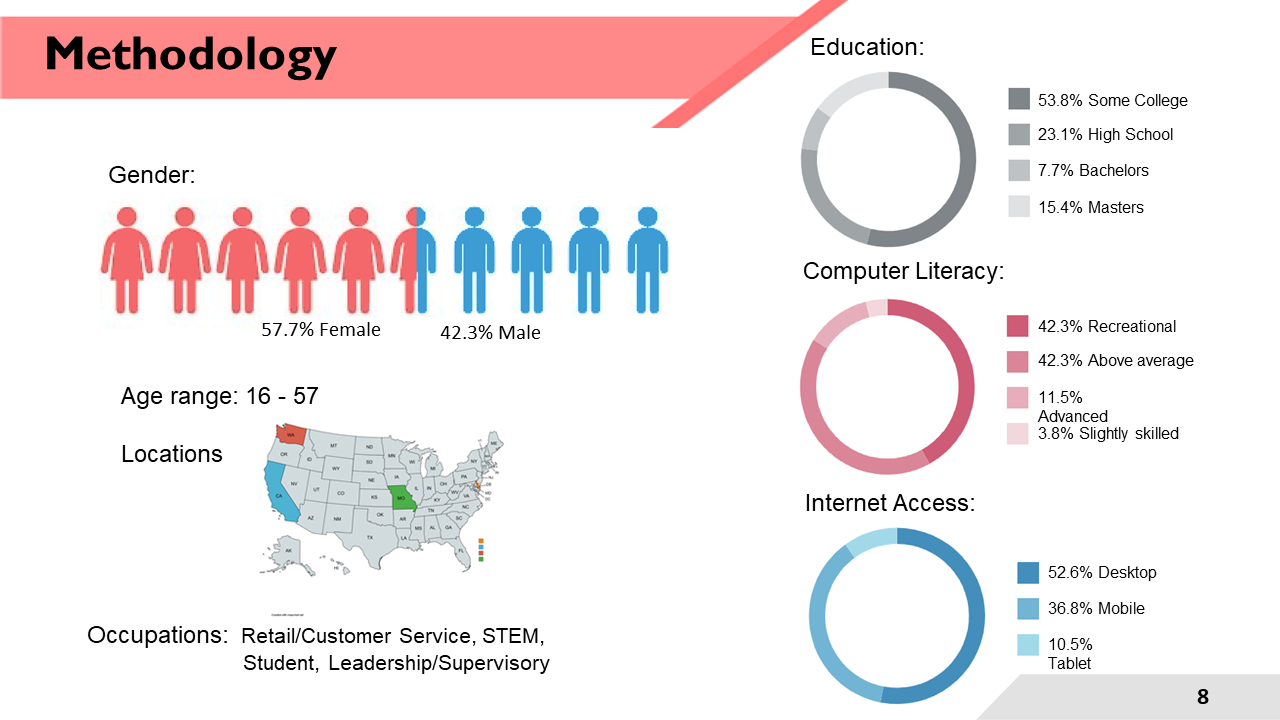 Methodology
Gender:
57.7% Female
42.3% Male
Age range: 16 - 57
Locations
WA
OR
CA
NV
ID
MT
WY
UT
CO
AZ
NM
ND
SD
NE
KS
OK
TX
MN
IA
MO
AR
LA
WI
IL
MS
MI
IN
KY
TN
AL
OH
WV
VA
NC
SC
GA
FL
PA
NY
ME
AK
HI
Occupations: Retail/Customer Service, STEM,
Student, Leadership/Supervisory
Education:
53.8% Some College
23.1% High School
7.7% Bachelors
15.4% Masters
Computer Literacy:
42.3% Recreational
42.3% Above average
11.5%
Advanced
3.8% Slightly skilled
Internet Access:
52.6% Desktop
36.8% Mobile
10.5%
Tablet
8